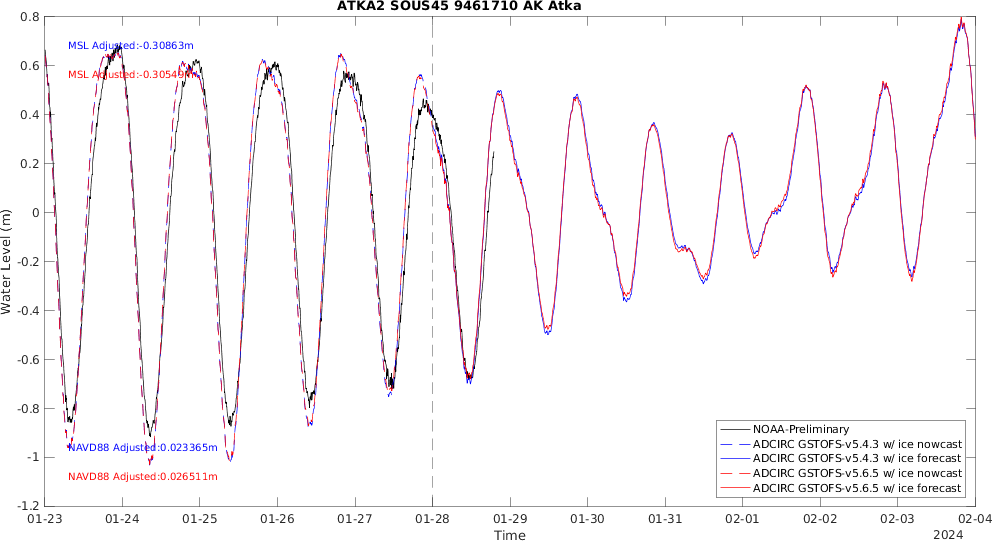 ATKA2 SOUS45 9461710 AK Atka
MSL Adjusted:-0.30863m
MSL Adjusted:-0.30549m
NAVD88 Adjusted:0.023365m
NAVD88 Adjusted:0.026511m
Water Level (m)
0.8
0.6
0.4
0.2
0
-0.2
-0.4
-0.6
-0.8
-1
-1.2
NOAA-Preliminary
ADCIRC GSTOFS-v5.4.3 w/ ice nowcast
ADCIRC GSTOFS-v5.4.3 w/ ice forecast
ADCIRC GSTOFS-v5.6.5 w/ ice nowcast
ADCIRC GSTOFS-v5.6.5 w/ ice forecast
01-23 01-24 01-25 01-26 01-27 01-28 01-29 01-30 01-31 02-01 02-02 02-03 02-04
Time
2024